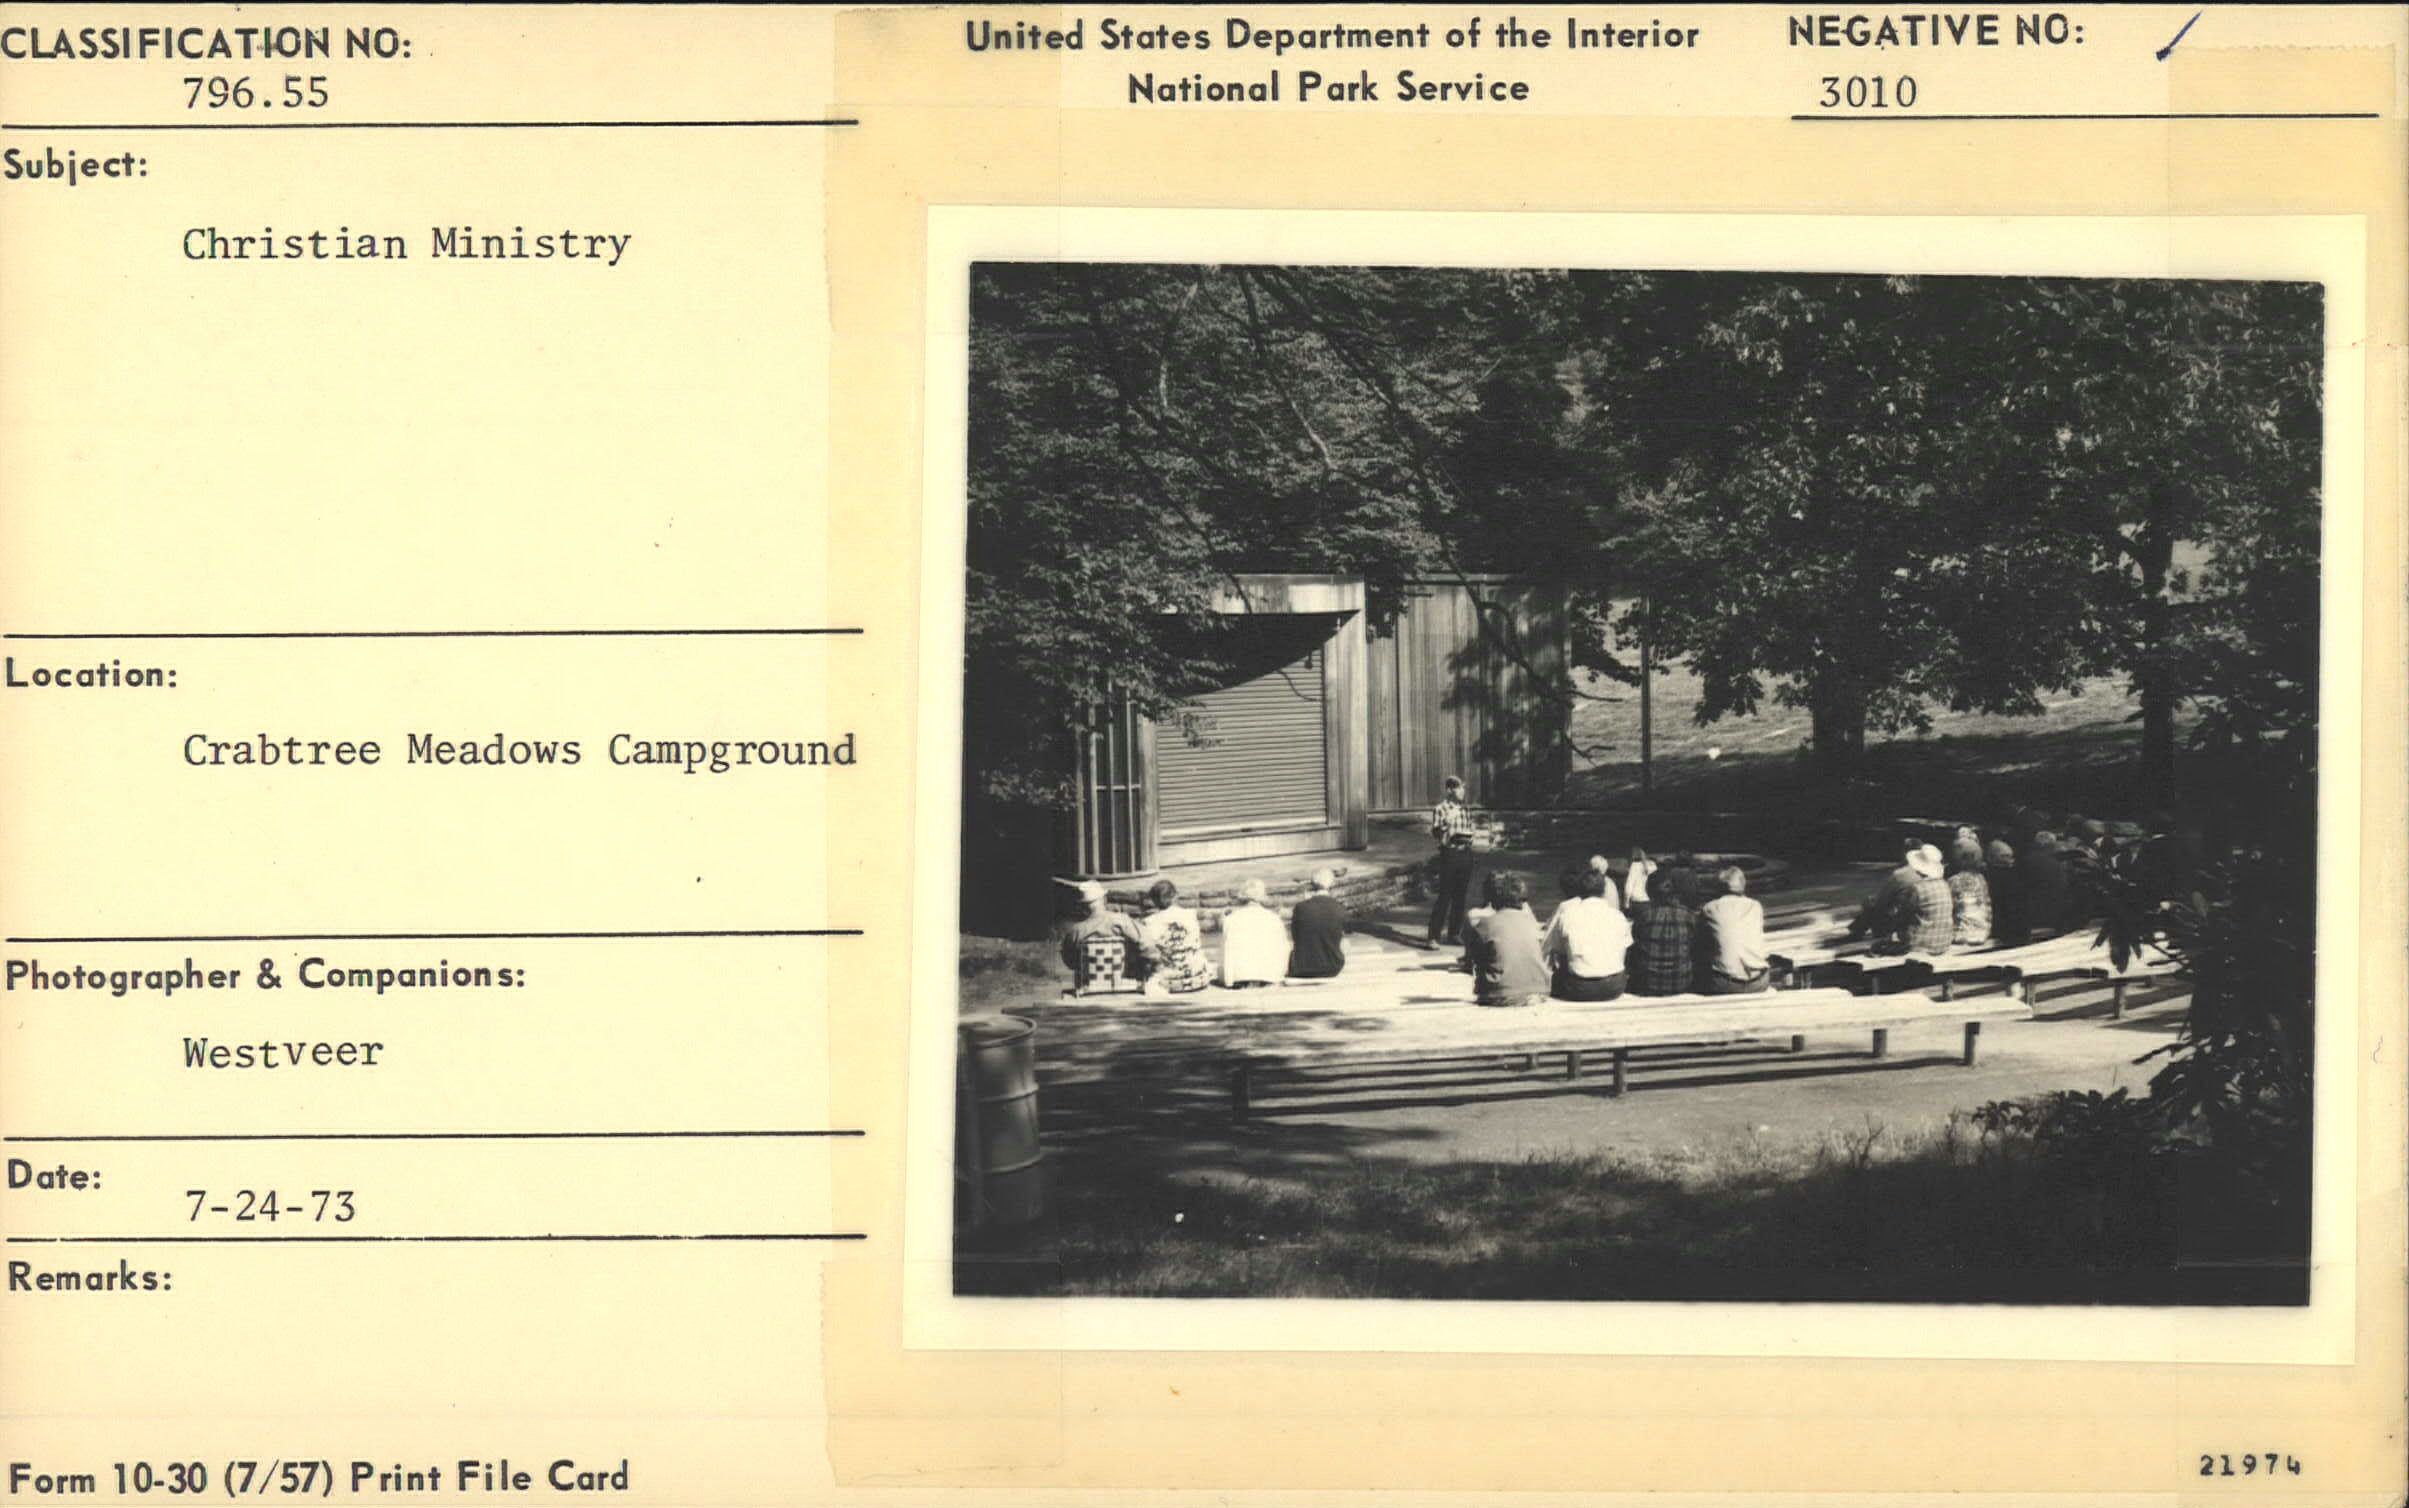 CLASSIFICATION NO:
796.55
United States Department of the Interior
National Park Service
NEGATIVE NO:
3010
Subject:
Christian Ministry
Location:
Crabtree Meadows Campground
Photographer & Companions:
Westveer
Date:
7-24-73
Remarks:
Form 10-30 (7/57) Print File Card
21974